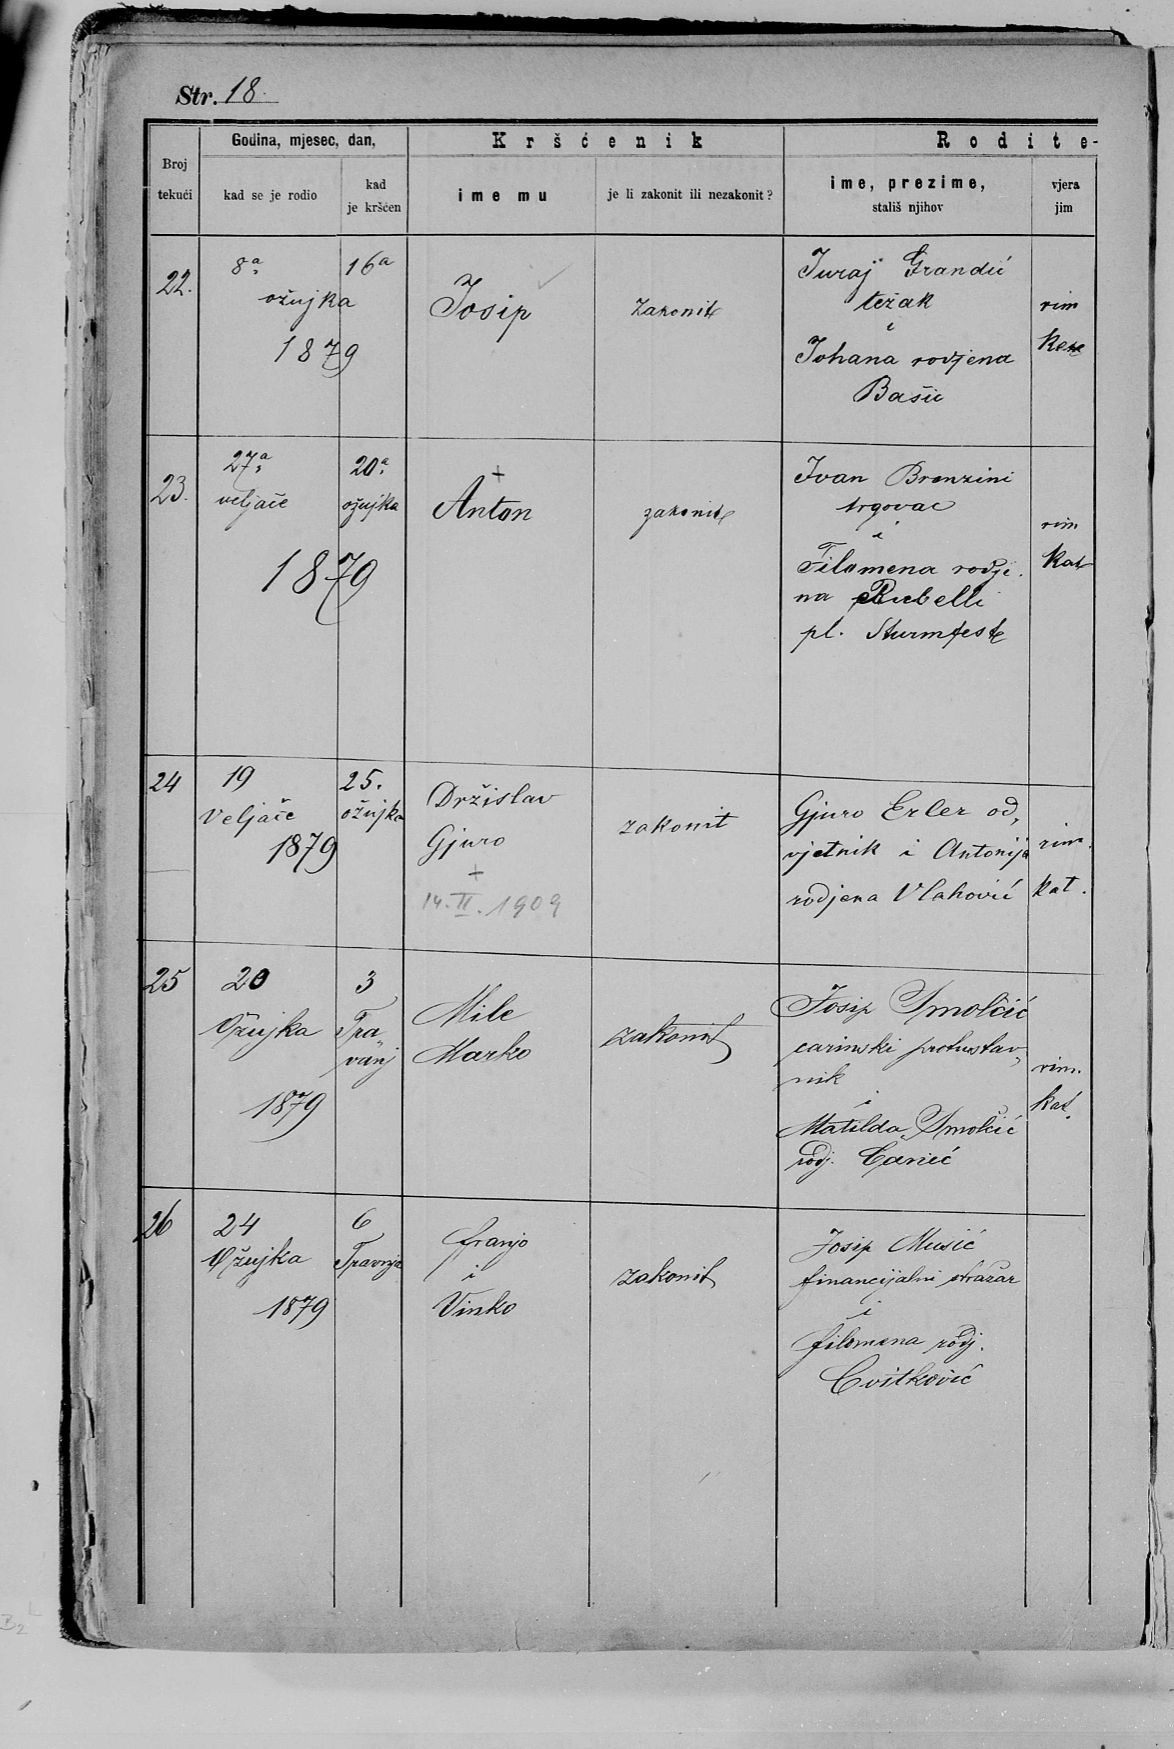 Str. 18.
Godina, mjesec, dan,
Kršćenik
Rodite-
Broj
tekući
kad se je rodio
kad
je kršćen
ime mu
je li zakonit ili nezakonit?
ime, prezime,
stališ njihov
vjera
jim
22.
8a
ožujka
1879
16a
Josip
zakonit
Juraj Grandić
težak
i
Johana rodjena
Bašić
rim
23.
27a
veljače
1879
20a
ožujka
+
Anton
zakonit
Ivan Brenzini
trgovac
i
Filomena rodje
na Rubelli
pl. Sturmfest
rim
kat
24
19
Veljače
1879
25.
ožujka
Držislav
Gjuro
+
14.II.1909
zakonit
Gjuro Erler od,
vjetnik i Antonija
rodjena Vlahović
rim.
kat.
25
20
Ožujka
1879
3
Tra„
vanj
Mile
Marko
zakonit
Josip Smolčić
carinski protustav„
nik
i
Matilda Smolčić
rodj. Carić
rim.
kat.
26
24
Ožujka
1879
6
Travnja
Franjo
i
Vinko
zakonit
Josip Musić
financijalni stražar
i
Filomena rodj.
Cvitković